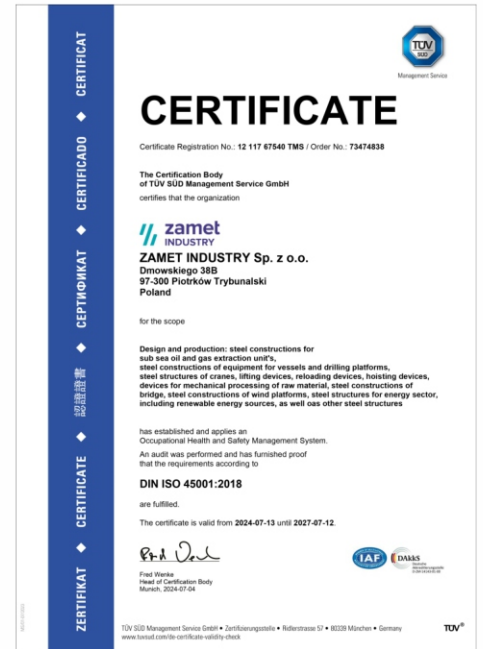 TÜV
SÜD
Management Service
CERTIFICATE
Certificate Registration No.: 12 117 67540 TMS / Order No.: 73474838
The Certification Body
of TÜV SÜD Management Service GmbH
certifies that the organization
zamet
INDUSTRY
ZAMET INDUSTRY Sp. z o.o.
Dmowskiego 38B
97-300 Piotrków Trybunalski
Poland
for the scope
Design and production: steel constructions for
sub sea oil and gas extraction unit's,
steel constructions of equipment for vessels and drilling platforms,
steel structures of cranes, lifting devices, reloading devices, hoisting devices,
devices for mechanical processing of raw material, steel constructions of
bridge, steel constructions of wind platforms, steel structures for energy sector,
including renewable energy sources, as well oas other steel structures
has established and applies an
Occupational Health and Safety Management System.
An audit was performed and has furnished proof
that the requirements according to
DIN ISO 45001:2018
are fulfilled.
The certificate is valid from 2024-07-13 until 2027-07-12.
Fred Wenke
Head of Certification Body
Munich, 2024-07-04
IAF
DAkkS
TÜV SÜD Management Service GmbH • Zertifizierungsstelle • Ridlerstrasse 57 • 80339 München • Germany
www.tuvsud.com/de-certificate-validity-check
TÜV®
ZERTIFIKAT ◆ CERTIFICATE ◆ 認證證書 ◆ СЕРТИФИКАТ ◆ CERTIFICADO ◆ CERTIFICAT